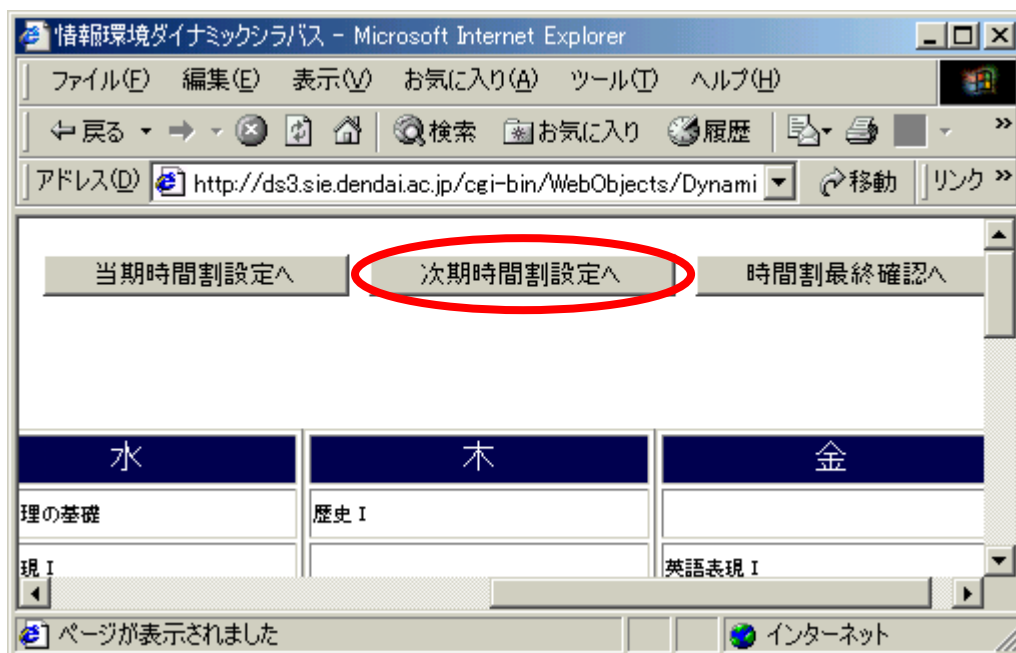 情報環境ダイナミックシラバス - Microsoft Internet Explorer
ファイル(F) 編集(E) 表示(V) お気に入り(A) ツール(T) ヘルプ(H)
戻る 検索 お気に入り 履歴 »
アドレス(D) http://ds3.sie.dendai.ac.jp/cgi-bin/WebObjects/Dynami 移動 リンク »
当期時間割設定へ 次期時間割設定へ 時間割最終確認へ
水 木 金
理の基礎 歴史 I
現 I 英語表現 I
ページが表示されました インターネット